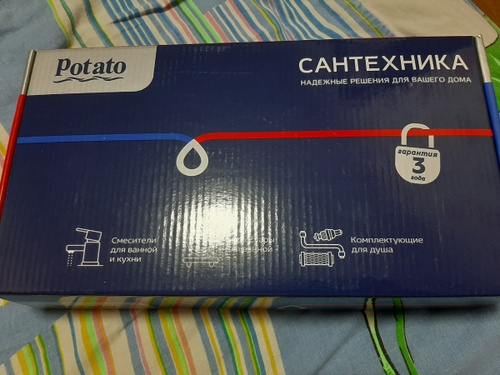 Potato
САНТЕХНИКА
НАДЕЖНЫЕ РЕШЕНИЯ ДЛЯ ВАШЕГО ДОМА
гарантия
3
года
Смесители
для ванной
и кухни
Комплектующие
для душа